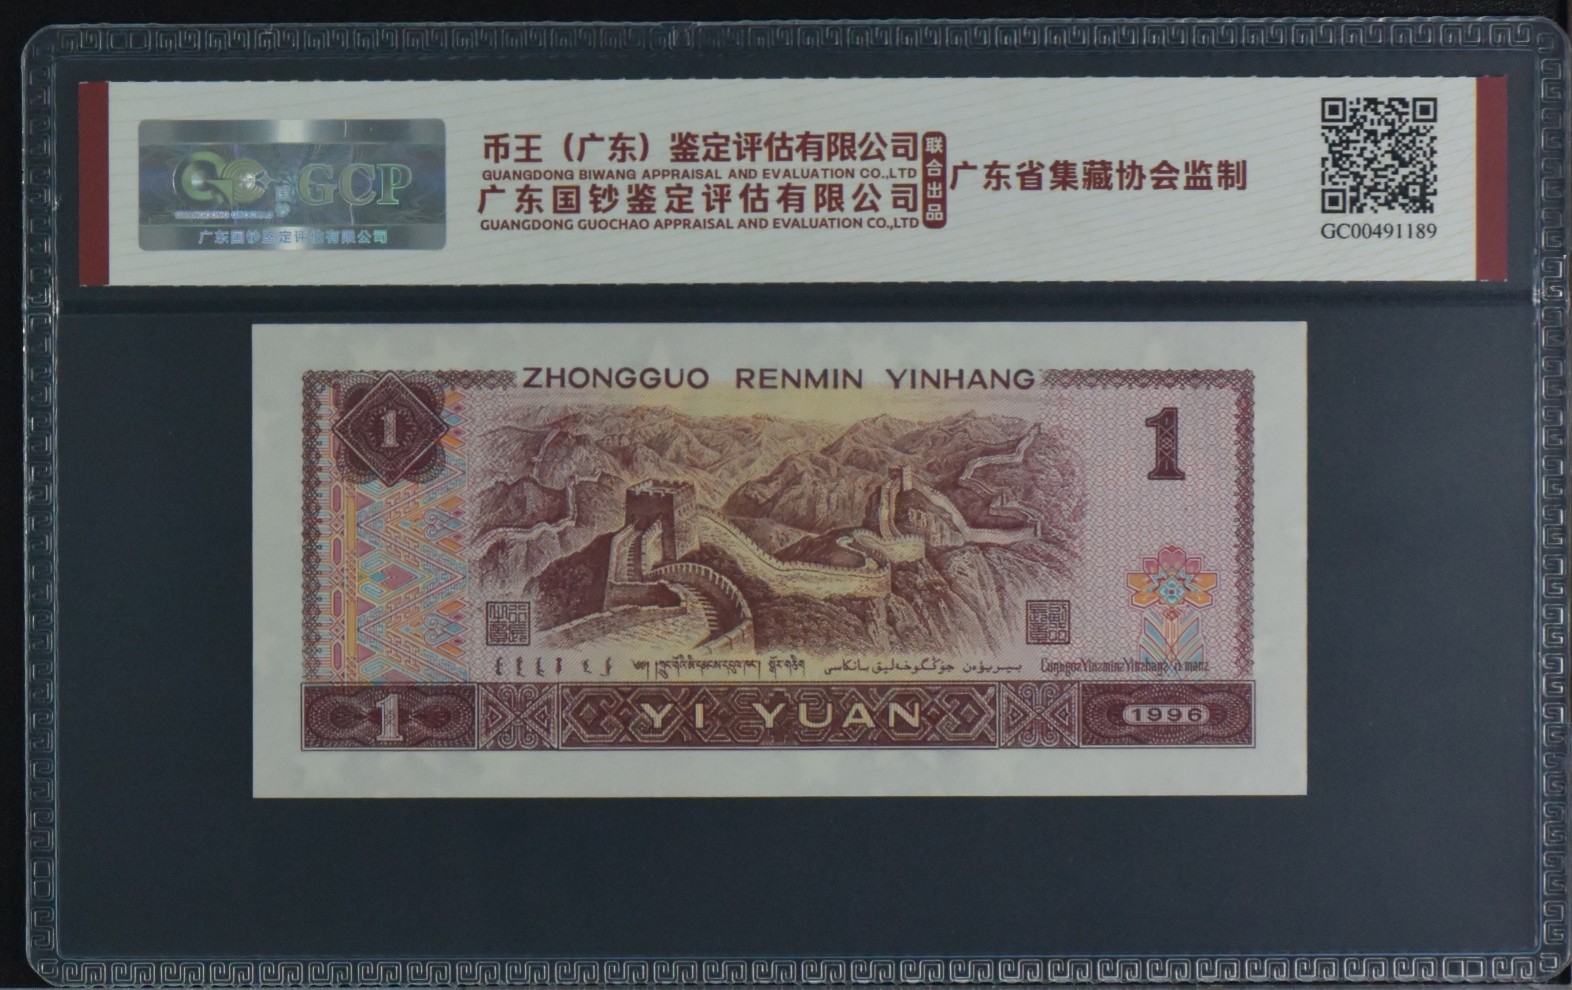 GCP
广东国钞鉴定评估有限公司
币王（广东）鉴定评估有限公司
GUANGDONG BIWANG APPRAISAL AND EVALUATION CO.,LTD
广东国钞鉴定评估有限公司
GUANGDONG GUOCHAO APPRAISAL AND EVALUATION CO.,LTD
联合出品
广东省集藏协会监制
GC00491189
ZHONGGUO RENMIN YINHANG
1
1
1
YI YUAN
1996